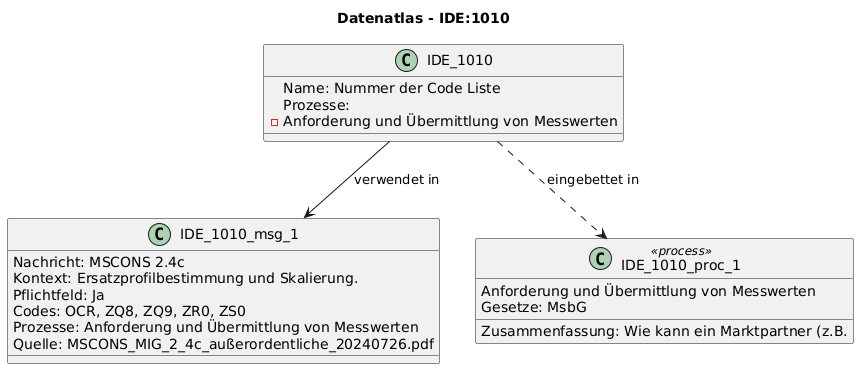 Datenatlas - IDE:1010
C IDE_1010
Name: Nummer der Code Liste
Prozesse:
Anforderung und Übermittlung von Messwerten
verwendet in
eingebettet in
C IDE_1010_msg_1
Nachricht: MSCONS 2.4c
Kontext: Ersatzprofilbestimmung und Skalierung.
Pflichtfeld: Ja
Codes: OCR, ZQ8, ZQ9, ZR0, ZS0
Prozesse: Anforderung und Übermittlung von Messwerten
Quelle: MSCONS_MIG_2_4c_außerordentliche_20240726.pdf
«process»
C IDE_1010_proc_1
Anforderung und Übermittlung von Messwerten
Gesetze: MsbG
Zusammenfassung: Wie kann ein Marktpartner (z.B.